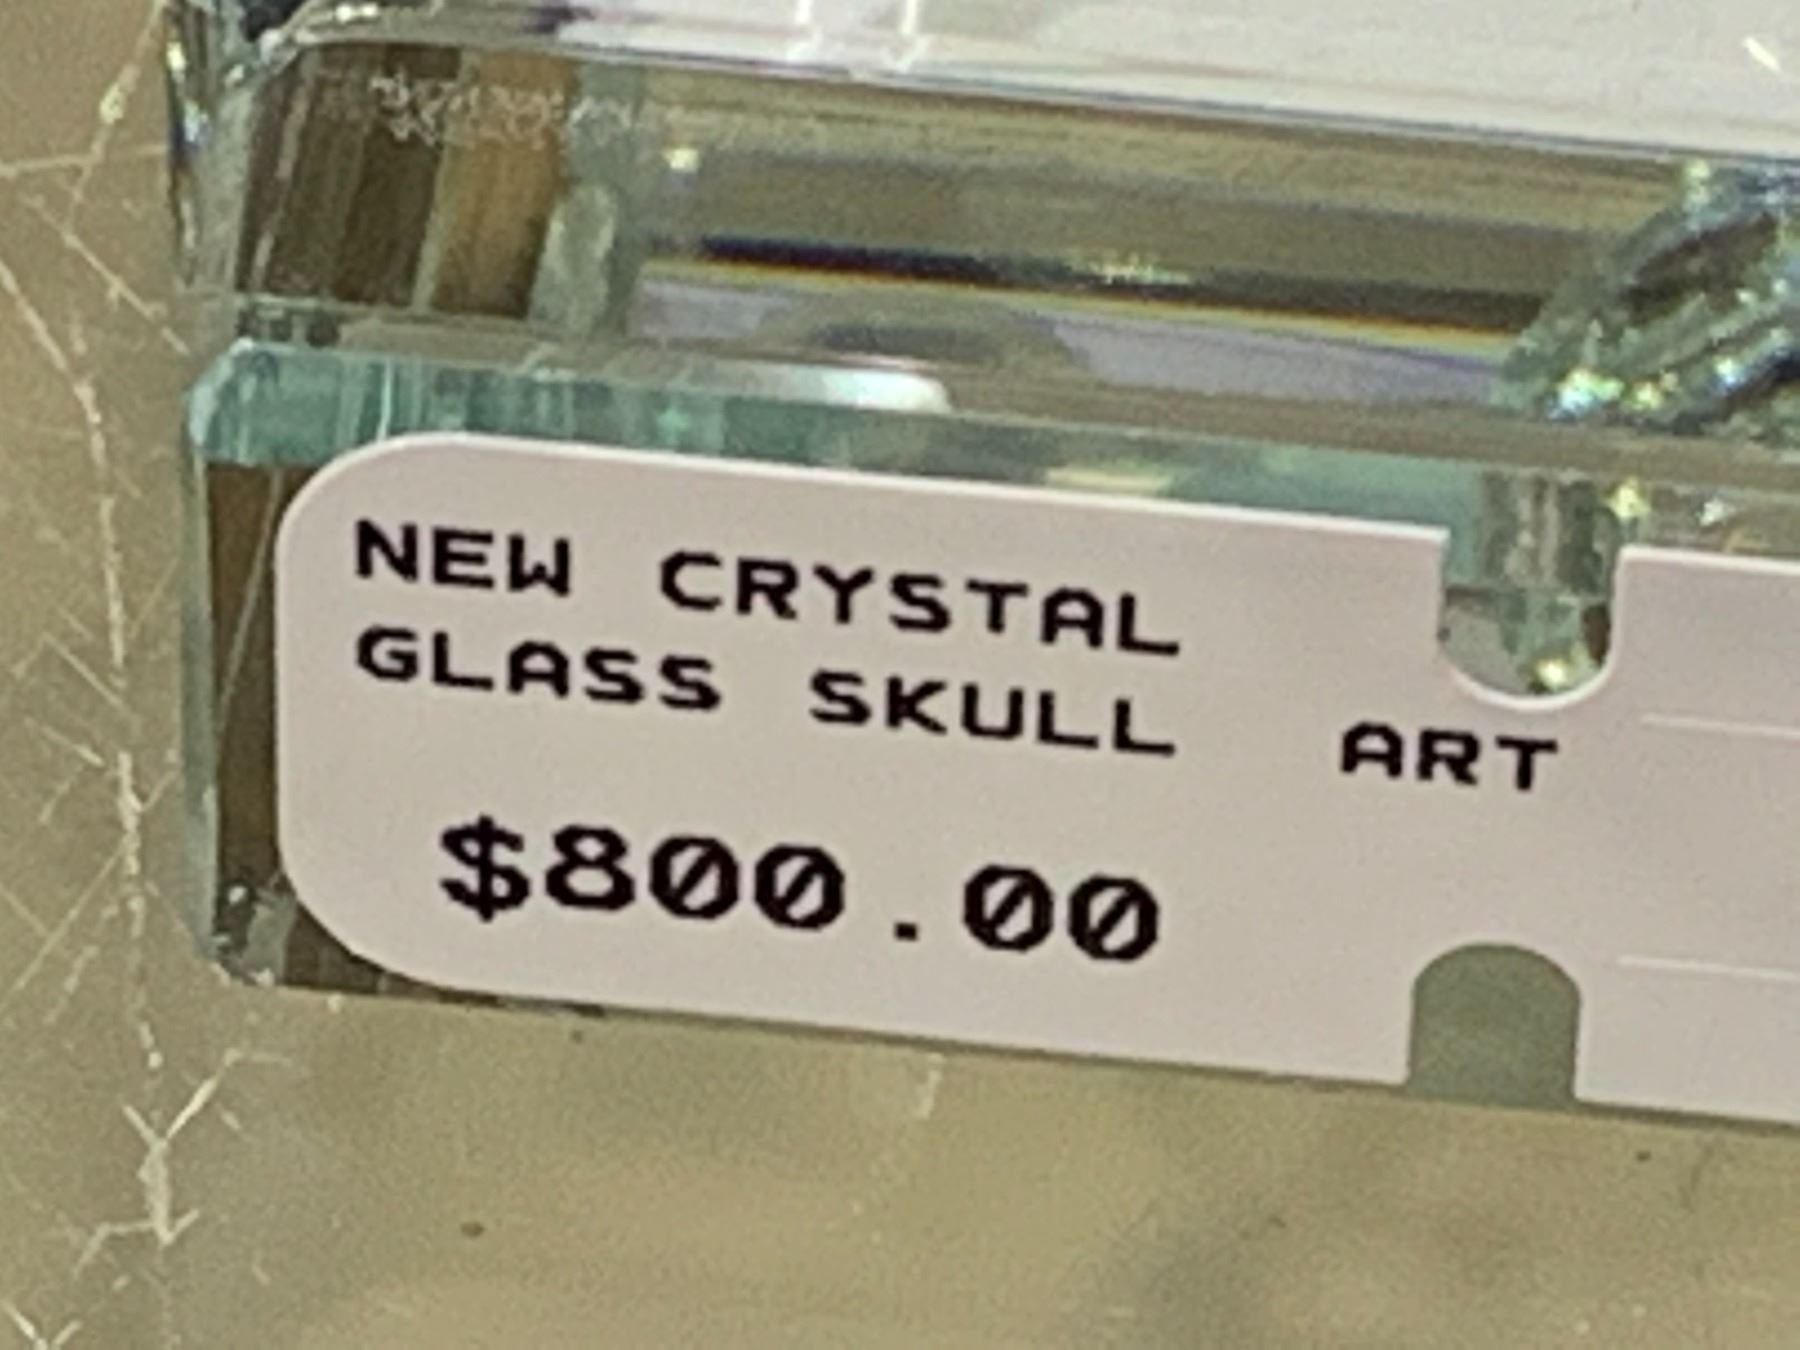 NEW CRYSTAL
GLASS SKULL ART
$800.00